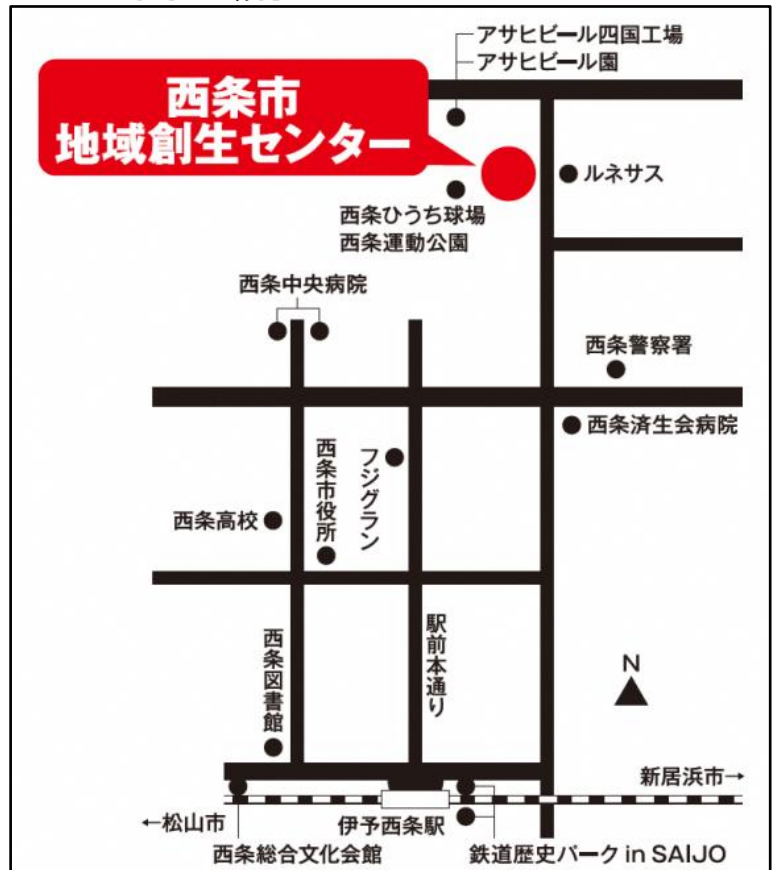 アサヒビール四国工場
アサヒビール園
西条市
地域創生センター
ルネサス
西条ひうち球場
西条運動公園
西条中央病院
西条警察署
西条済生会病院
西条市役所
フジグラン
西条高校
駅前本通り
西条図書館
N
新居浜市→
←松山市
伊予西条駅
西条総合文化会館
鉄道歴史パーク in SAIJO